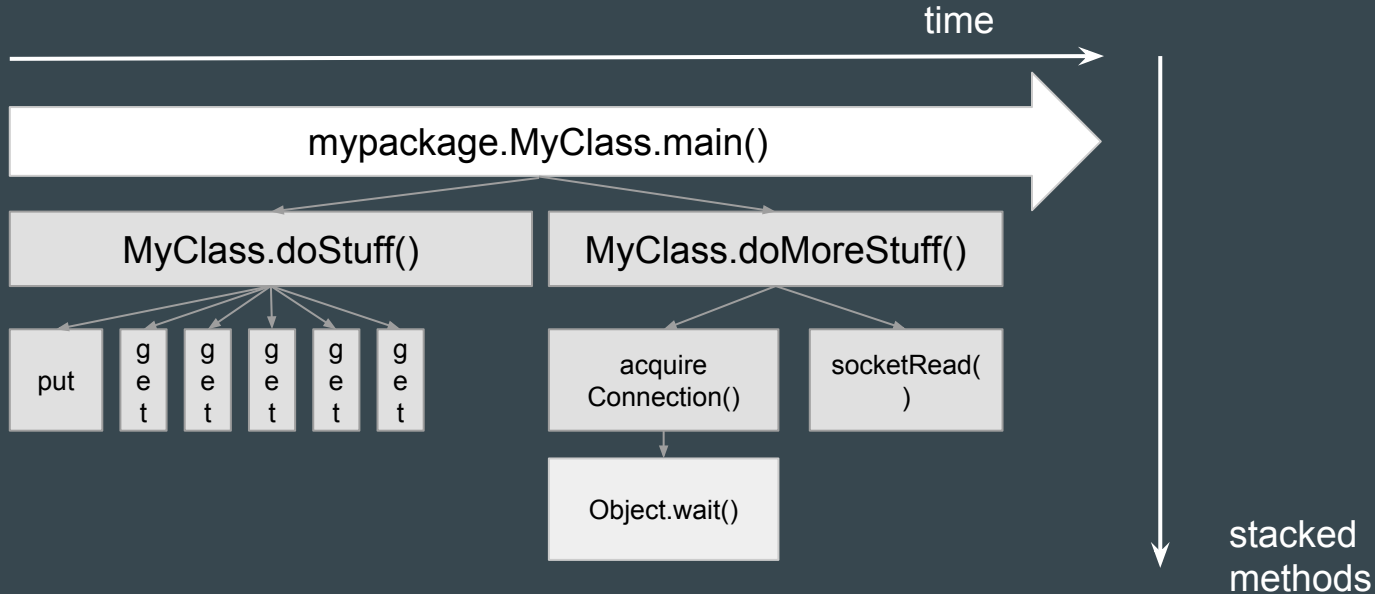 time
mypackage.MyClass.main()
MyClass.doStuff()
MyClass.doMoreStuff()
put
g
e
t
g
e
t
g
e
t
g
e
t
g
e
t
acquire
Connection()
socketRead(
)
Object.wait()
stacked
methods